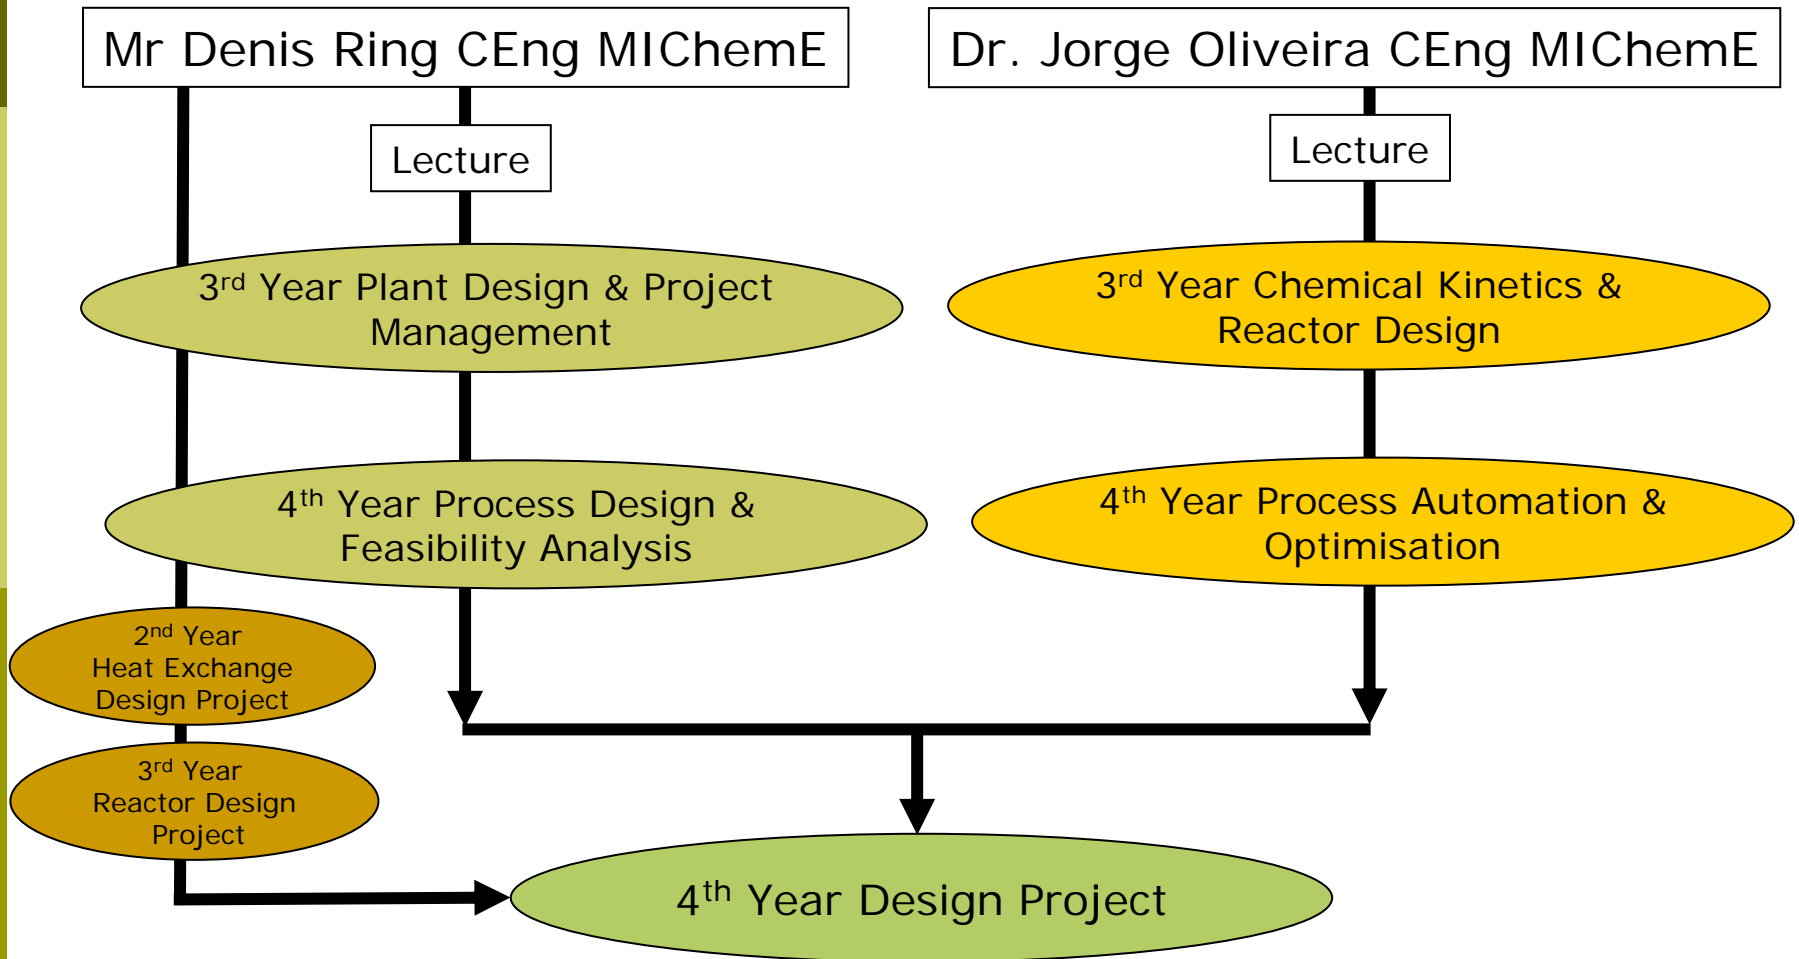 Mr Denis Ring CEng MIChemE
Dr. Jorge Oliveira CEng MIChemE
Lecture
Lecture
3rd Year Plant Design & Project
Management
3rd Year Chemical Kinetics &
Reactor Design
4th Year Process Design &
Feasibility Analysis
4th Year Process Automation &
Optimisation
2nd Year
Heat Exchange
Design Project
3rd Year
Reactor Design
Project
4th Year Design Project